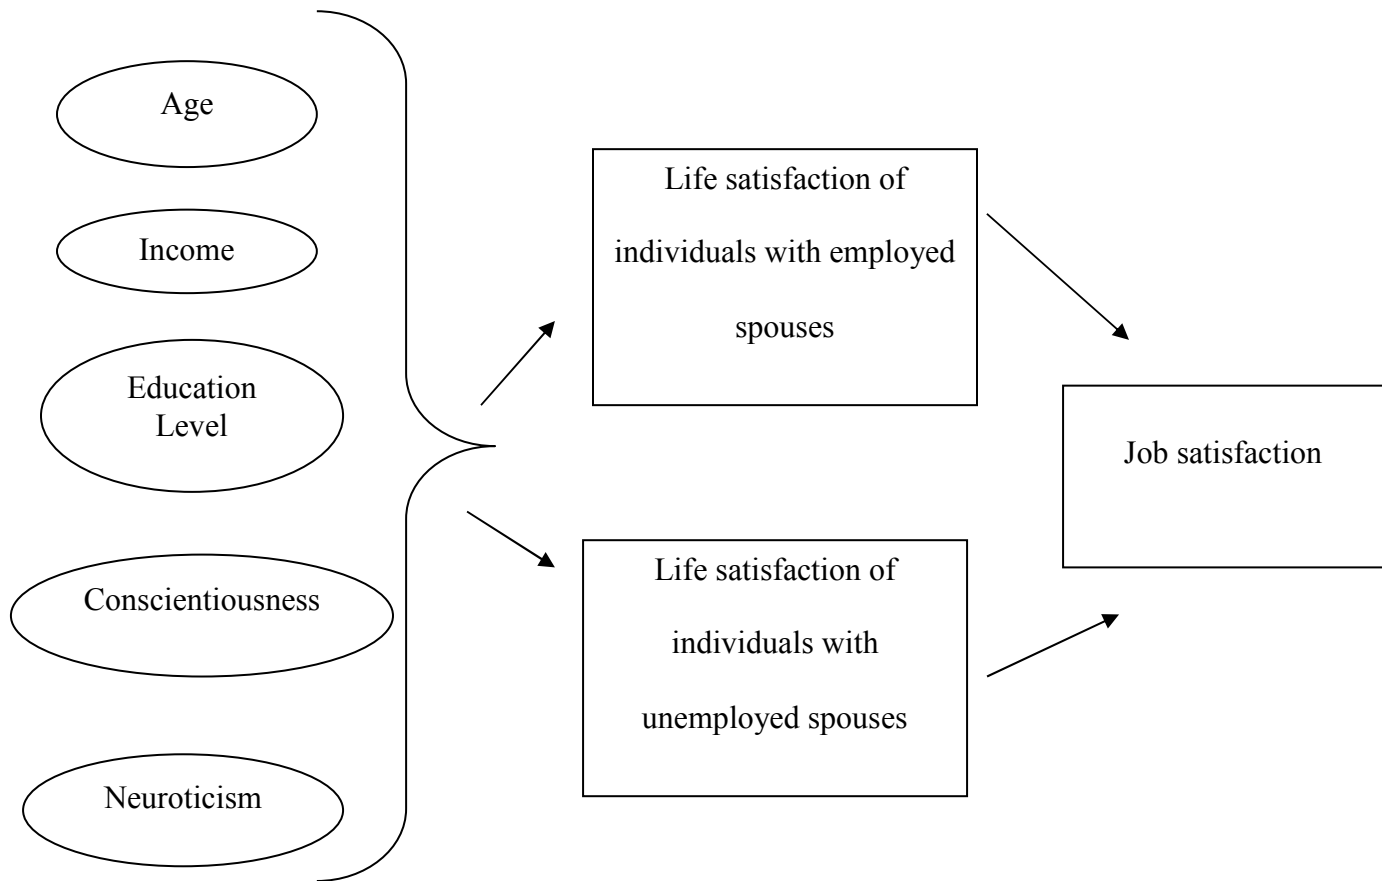 Age
Income
Education
Level
Conscientiousness
Neuroticism
Life satisfaction of
individuals with employed
spouses
Life satisfaction of
individuals with
unemployed spouses
Job satisfaction